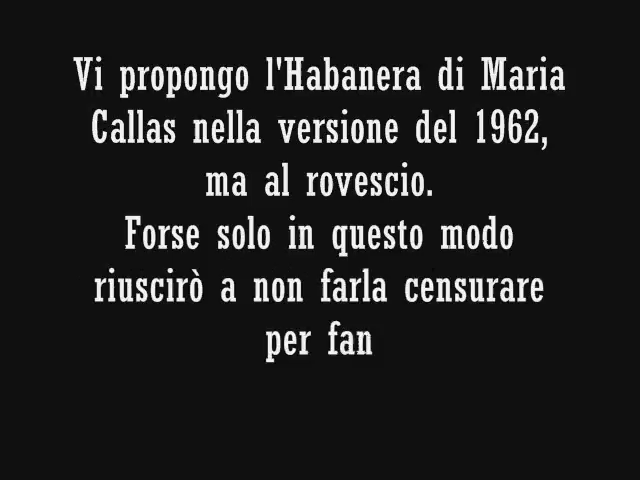 Vi propongo l'Habanera di Maria
Callas nella versione del 1962,
ma al rovescio.
Forse solo in questo modo
riuscirò a non farla censurare
per fan